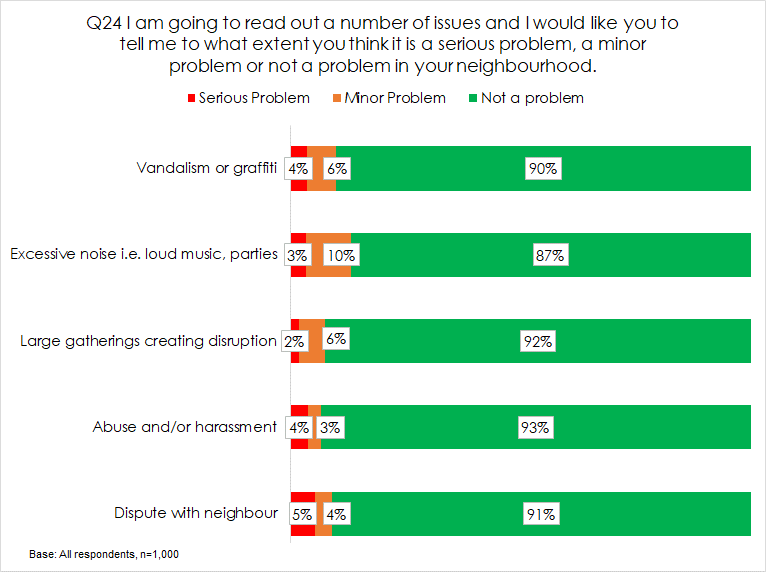 Q24 I am going to read out a number of issues and I would like you to
tell me to what extent you think it is a serious problem, a minor
problem or not a problem in your neighbourhood.
Serious Problem Minor Problem Not a problem
Vandalism or graffiti 4% 6% 90%
Excessive noise i.e. loud music, parties 3% 10% 87%
Large gatherings creating disruption 2% 6% 92%
Abuse and/or harassment 4% 3% 93%
Dispute with neighbour 5% 4% 91%
Base: All respondents, n=1,000